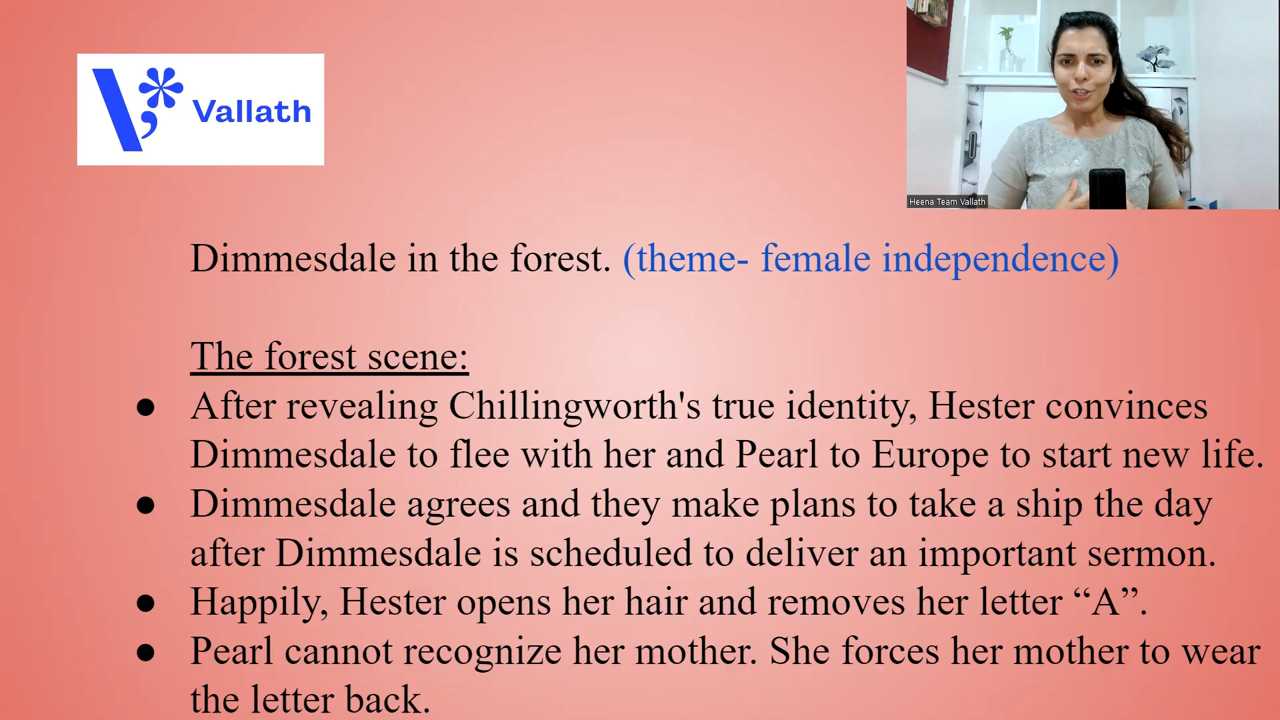 Vallath
Heena Team Vallath
Dimmesdale in the forest. (theme- female independence)
The forest scene:
● After revealing Chillingworth's true identity, Hester convinces
Dimmesdale to flee with her and Pearl to Europe to start new life.
● Dimmesdale agrees and they make plans to take a ship the day
after Dimmesdale is scheduled to deliver an important sermon.
● Happily, Hester opens her hair and removes her letter “A”.
● Pearl cannot recognize her mother. She forces her mother to wear
the letter back.